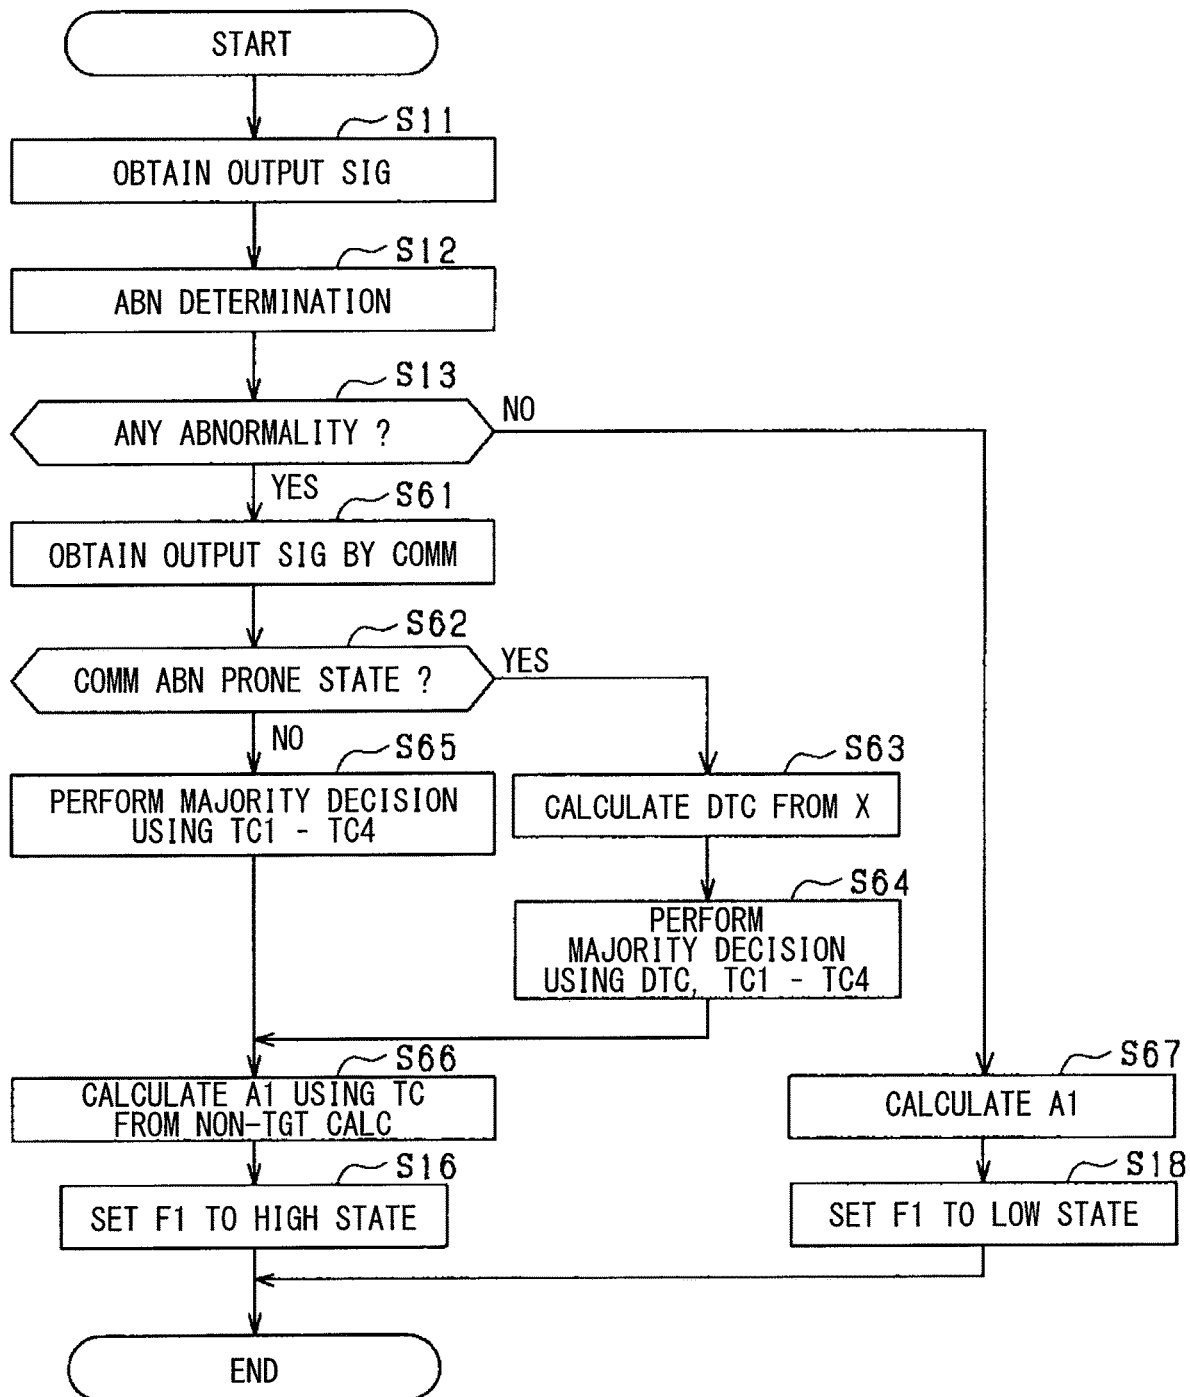 START
S11
OBTAIN OUTPUT SIG
S12
ABN DETERMINATION
S13
ANY ABNORMALITY ?
NO
YES
S61
OBTAIN OUTPUT SIG BY COMM
S62
COMM ABN PRONE STATE ?
YES
NO
S65
PERFORM MAJORITY DECISION
USING TC1 - TC4
S63
CALCULATE DTC FROM X
S64
PERFORM
MAJORITY DECISION
USING DTC, TC1 - TC4
S66
CALCULATE A1 USING TC
FROM NON-TGT CALC
S67
CALCULATE A1
S16
SET F1 TO HIGH STATE
S18
SET F1 TO LOW STATE
END